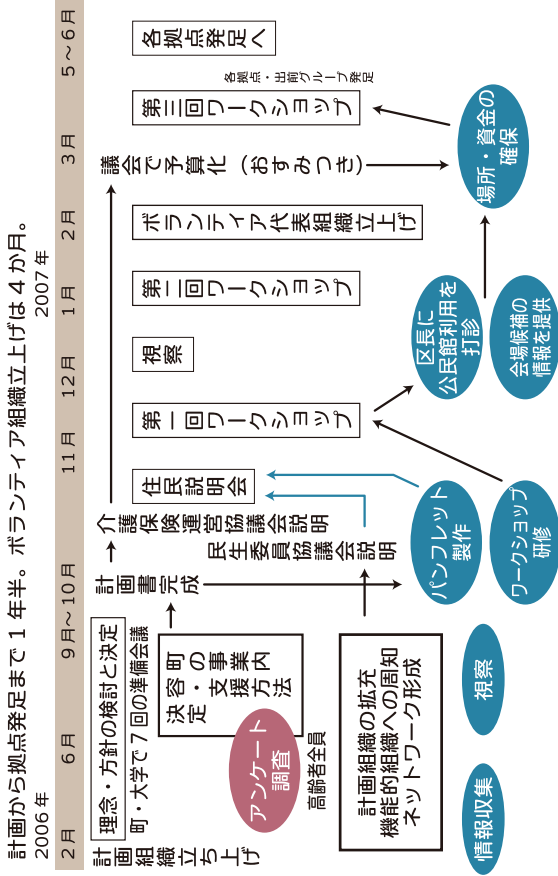 計画から拠点発足まで1年半。ボランティア組織立上げは4か月。
2006年
2007年
2月
6月
9月～10月
11月
12月
1月
2月
3月
5～6月
計画組織立ち上げ
理念・方針の検討と決定
町・大学で7回の準備会議
町の事業内
容・支援方法
決定
アンケート
調査
高齢者全員
計画組織の拡充
機能的組織への周知
ネットワーク形成
情報収集
視察
計画書完成
介護保険運営協議会説明
民生委員協議会説明
住民説明会
パンフレット
製作
ワークショップ
研修
第一回ワークショップ
視察
第二回ワークショップ
区長に
公民館利用を
打診
会場候補の
情報を提供
ボランティア代表組織立上げ
議会で予算化（おすみつき）
第三回ワークショップ
各拠点・出前グループ発足
場所・資金の
確保
各拠点発足へ